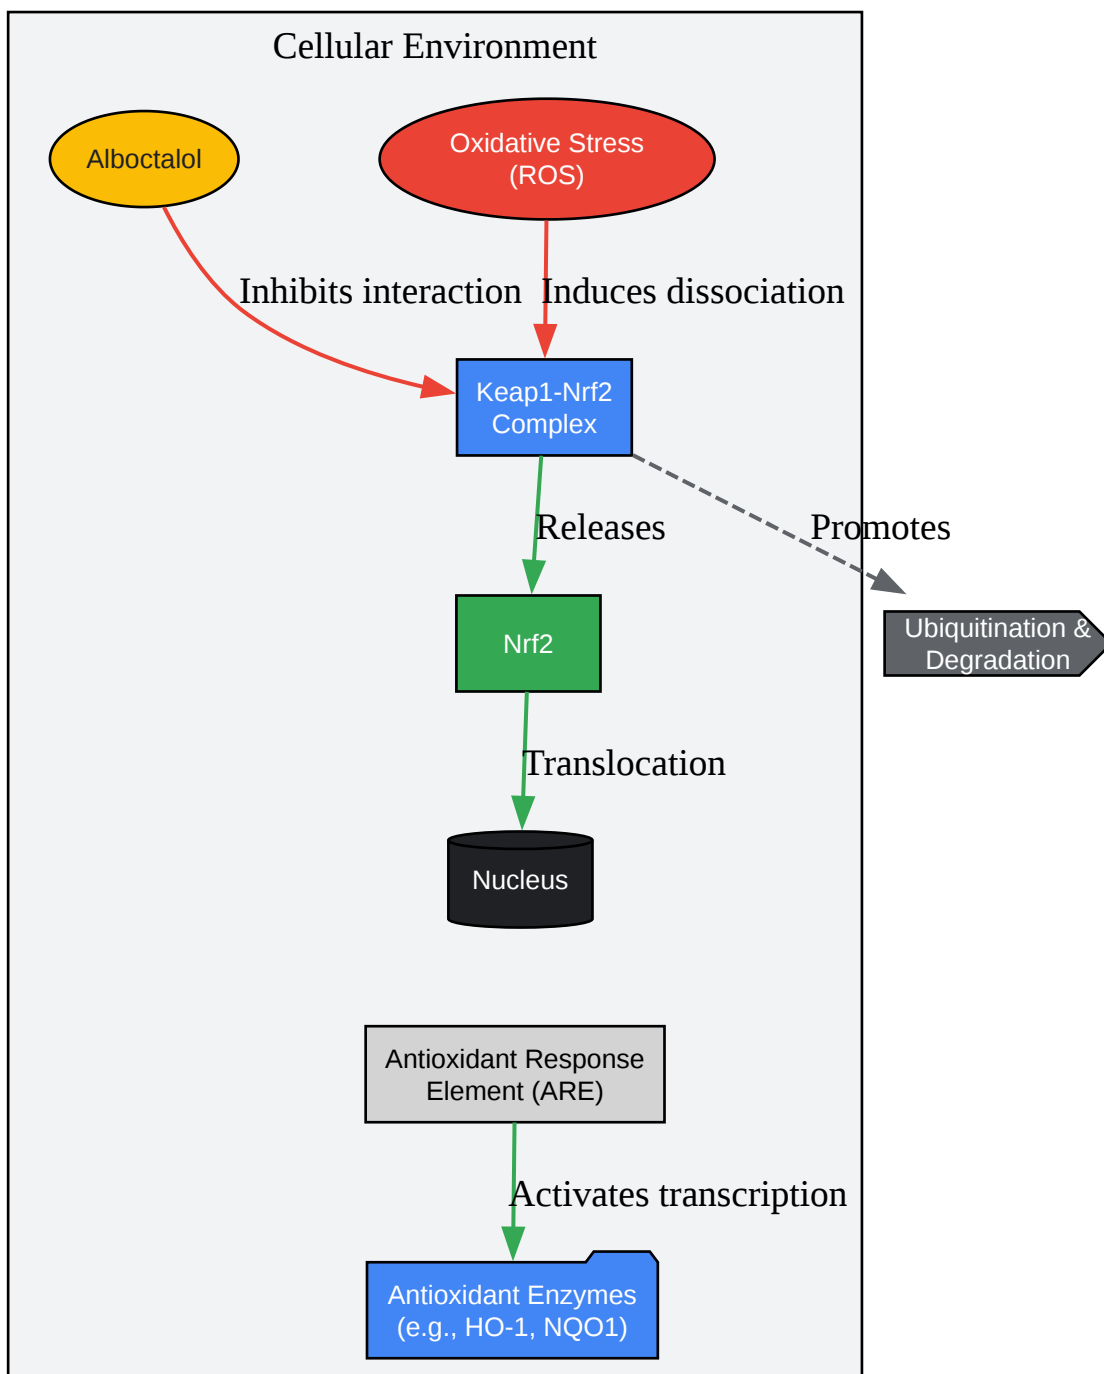 Cellular Environment
Alboctalol
Oxidative Stress
(ROS)
Inhibits interaction
Induces dissociation
Keap1-Nrf2
Complex
Releases
Promotes
Nrf2
Ubiquitination &
Degradation
Translocation
Nucleus
Antioxidant Response
Element (ARE)
Activates transcription
Antioxidant Enzymes
(e.g., HO-1, NQO1)